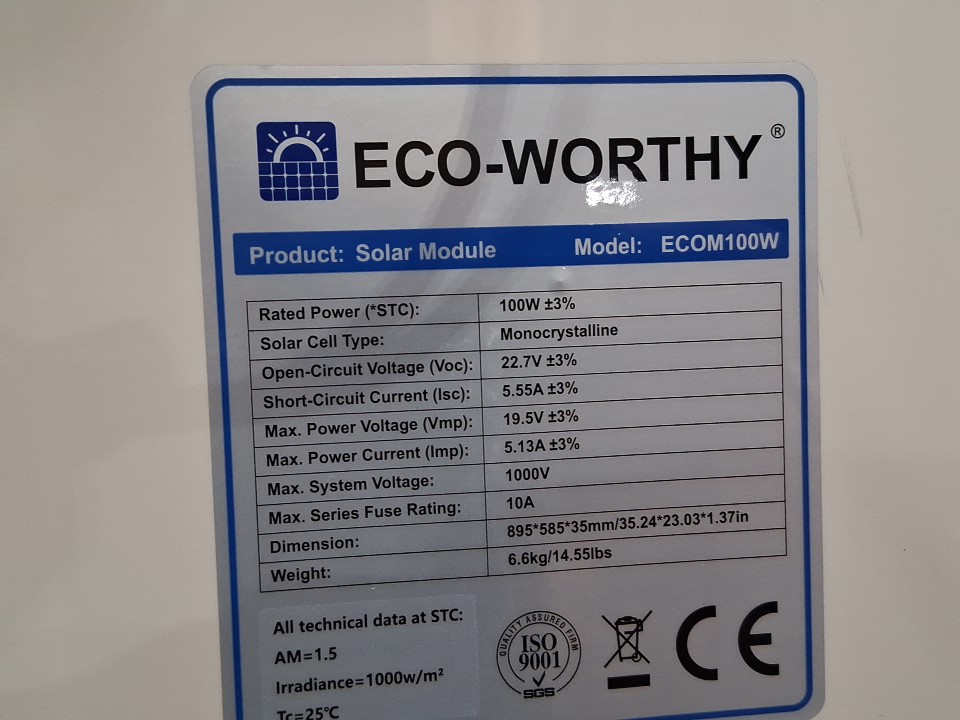 ECO-WORTHY®
Product: Solar Module Model: ECOM100W
Rated Power (*STC): 100W ±3%
Solar Cell Type: Monocrystalline
Open-Circuit Voltage (Voc): 22.7V ±3%
Short-Circuit Current (Isc): 5.55A ±3%
Max. Power Voltage (Vmp): 19.5V ±3%
Max. Power Current (Imp): 5.13A ±3%
Max. System Voltage: 1000V
Max. Series Fuse Rating: 10A
Dimension: 895*585*35mm/35.24*23.03*1.37in
Weight: 6.6kg/14.55lbs
All technical data at STC:
AM=1.5
Irradiance=1000w/m²
Tc=25℃
QUALITY ASSURED FIRM
ISO
9001
SGS
CE